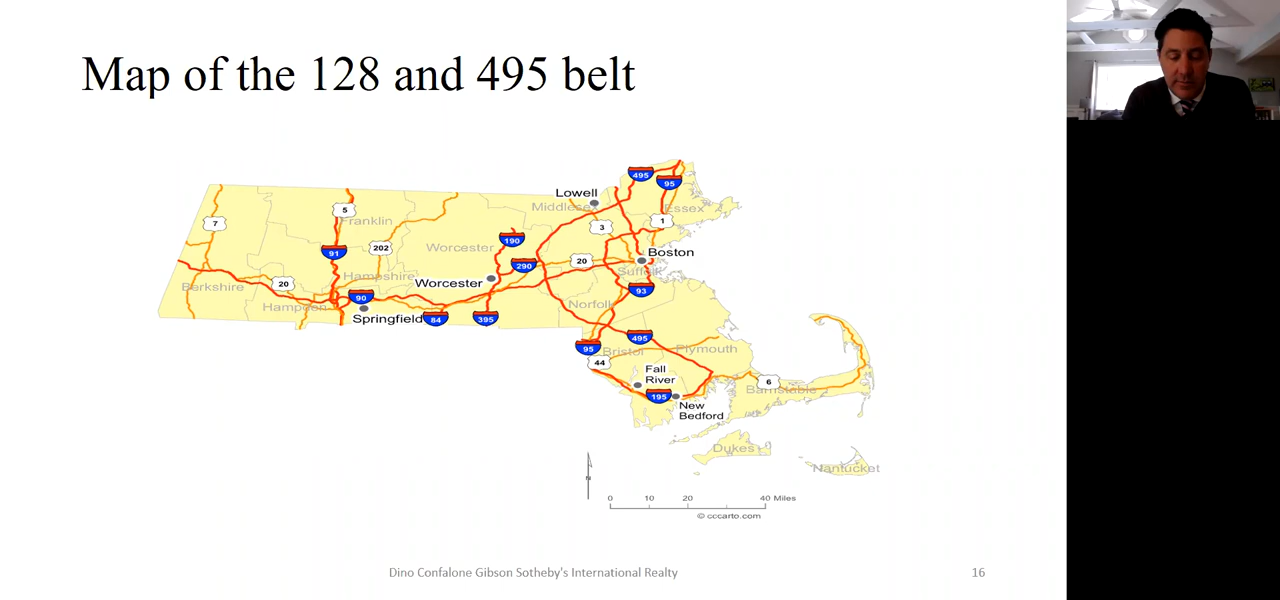 Map of the 128 and 495 belt
495
95
Lowell
Middlesex
Essex
7
5
Franklin
3
1
202
190
Worcester
91
Boston
20
290
Suffolk
Hampshire
Worcester
20
Berkshire
90
93
Hampden
Norfolk
Springfield
84
395
495
95
Bristol
Plymouth
44
Fall
River
6
Barnstable
195
New
Bedford
Dukes
Nantucket
N
0 10 20 40 Miles
© cccarto.com
Dino Confalone Gibson Sotheby's International Realty
16